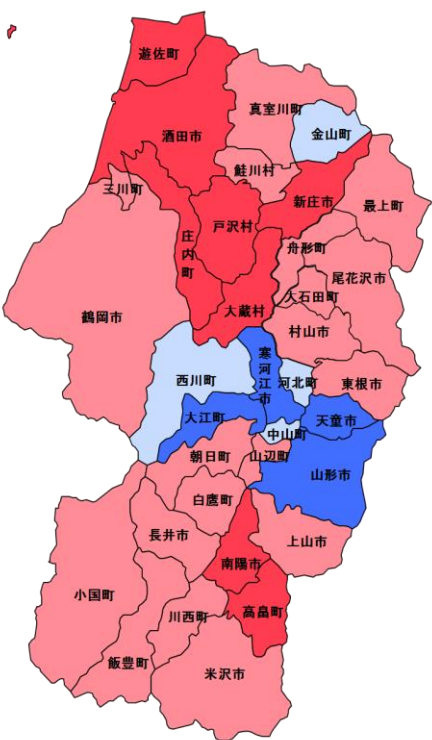 遊佐町
真室川町
酒田市
金山町
鮭川村
三川町
新庄市
最上町
戸沢村
庄内町
舟形町
尾花沢市
大蔵村
大石田町
鶴岡市
村山市
寒河江市
西川町
河北町
東根市
大江町
天童市
中山町
朝日町
山辺町
山形市
白鷹町
長井市
上山市
南陽市
小国町
高畠町
川西町
飯豊町
米沢市